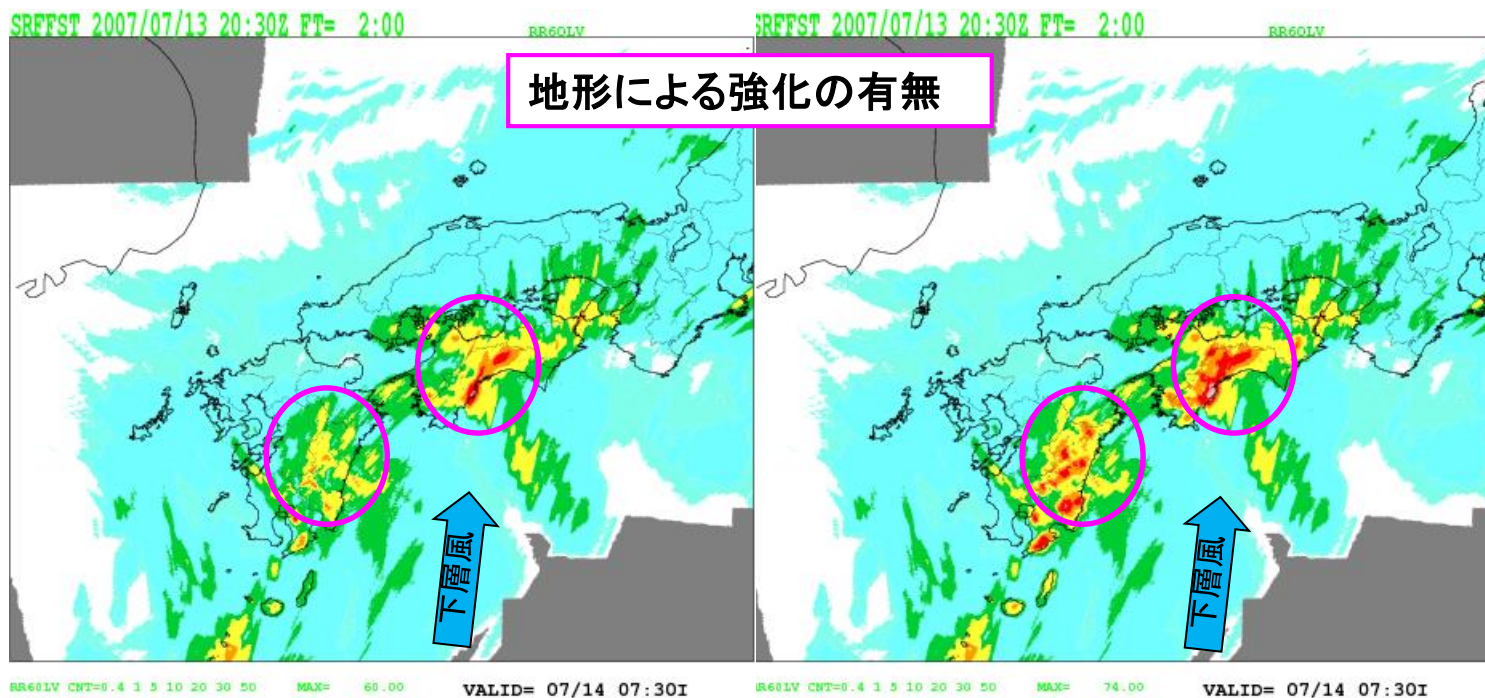 SRFFST 2007/07/13 20:30Z FT= 2:00
RR60LV
SRFFST 2007/07/13 20:30Z FT= 2:00
RR60LV
地形による強化の有無
下層風
下層風
RR60LV CNT=0.4 1 5 10 20 30 50 MAX= 60.00 VALID= 07/14 07:30I
RR60LV CNT=0.4 1 5 10 20 30 50 MAX= 74.00 VALID= 07/14 07:30I